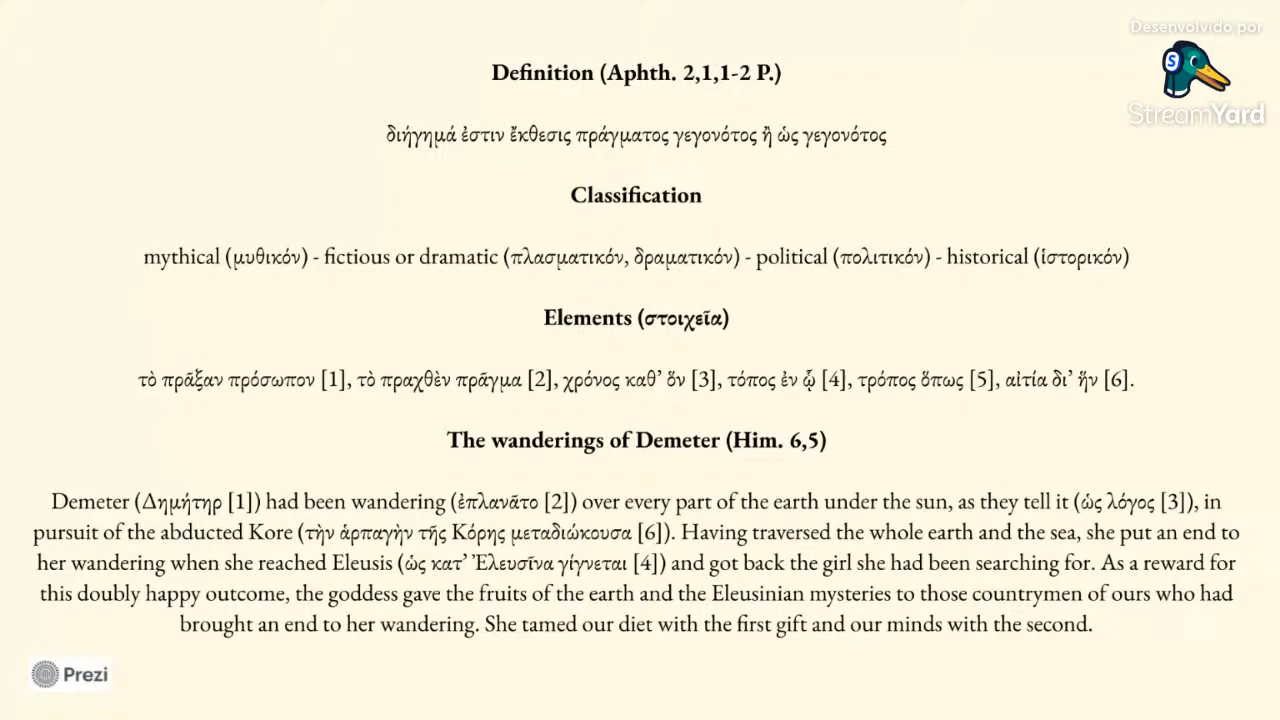 Desenvolvido por
StreamYard
Definition (Aphth. 2,1,1-2 P.)
διήγημά ἐστιν ἔκθεσις πράγματος γεγονότος ἢ ὡς γεγονότος
Classification
mythical (μυθικόν) - fictious or dramatic (πλασματικόν, δραματικόν) - political (πολιτικόν) - historical (ἱστορικόν)
Elements (στοιχεῖα)
τὸ πρᾶξαν πρόσωπον [1], τὸ πραχθὲν πρᾶγμα [2], χρόνος καθ’ ὅν [3], τόπος ἐν ᾧ [4], τρόπος ὅπως [5], αἰτία δι’ ἥν [6].
The wanderings of Demeter (Him. 6,5)
Demeter (Δημήτηρ [1]) had been wandering (ἐπλανᾶτο [2]) over every part of the earth under the sun, as they tell it (ὡς λόγος [3]), in
pursuit of the abducted Kore (τὴν ἁρπαγὴν τῆς Κόρης μεταδιώκουσα [6]). Having traversed the whole earth and the sea, she put an end to
her wandering when she reached Eleusis (ὡς κατ’ Ἐλευσῖνα γίγνεται [4]) and got back the girl she had been searching for. As a reward for
this doubly happy outcome, the goddess gave the fruits of the earth and the Eleusinian mysteries to those countrymen of ours who had
brought an end to her wandering. She tamed our diet with the first gift and our minds with the second.
Prezi